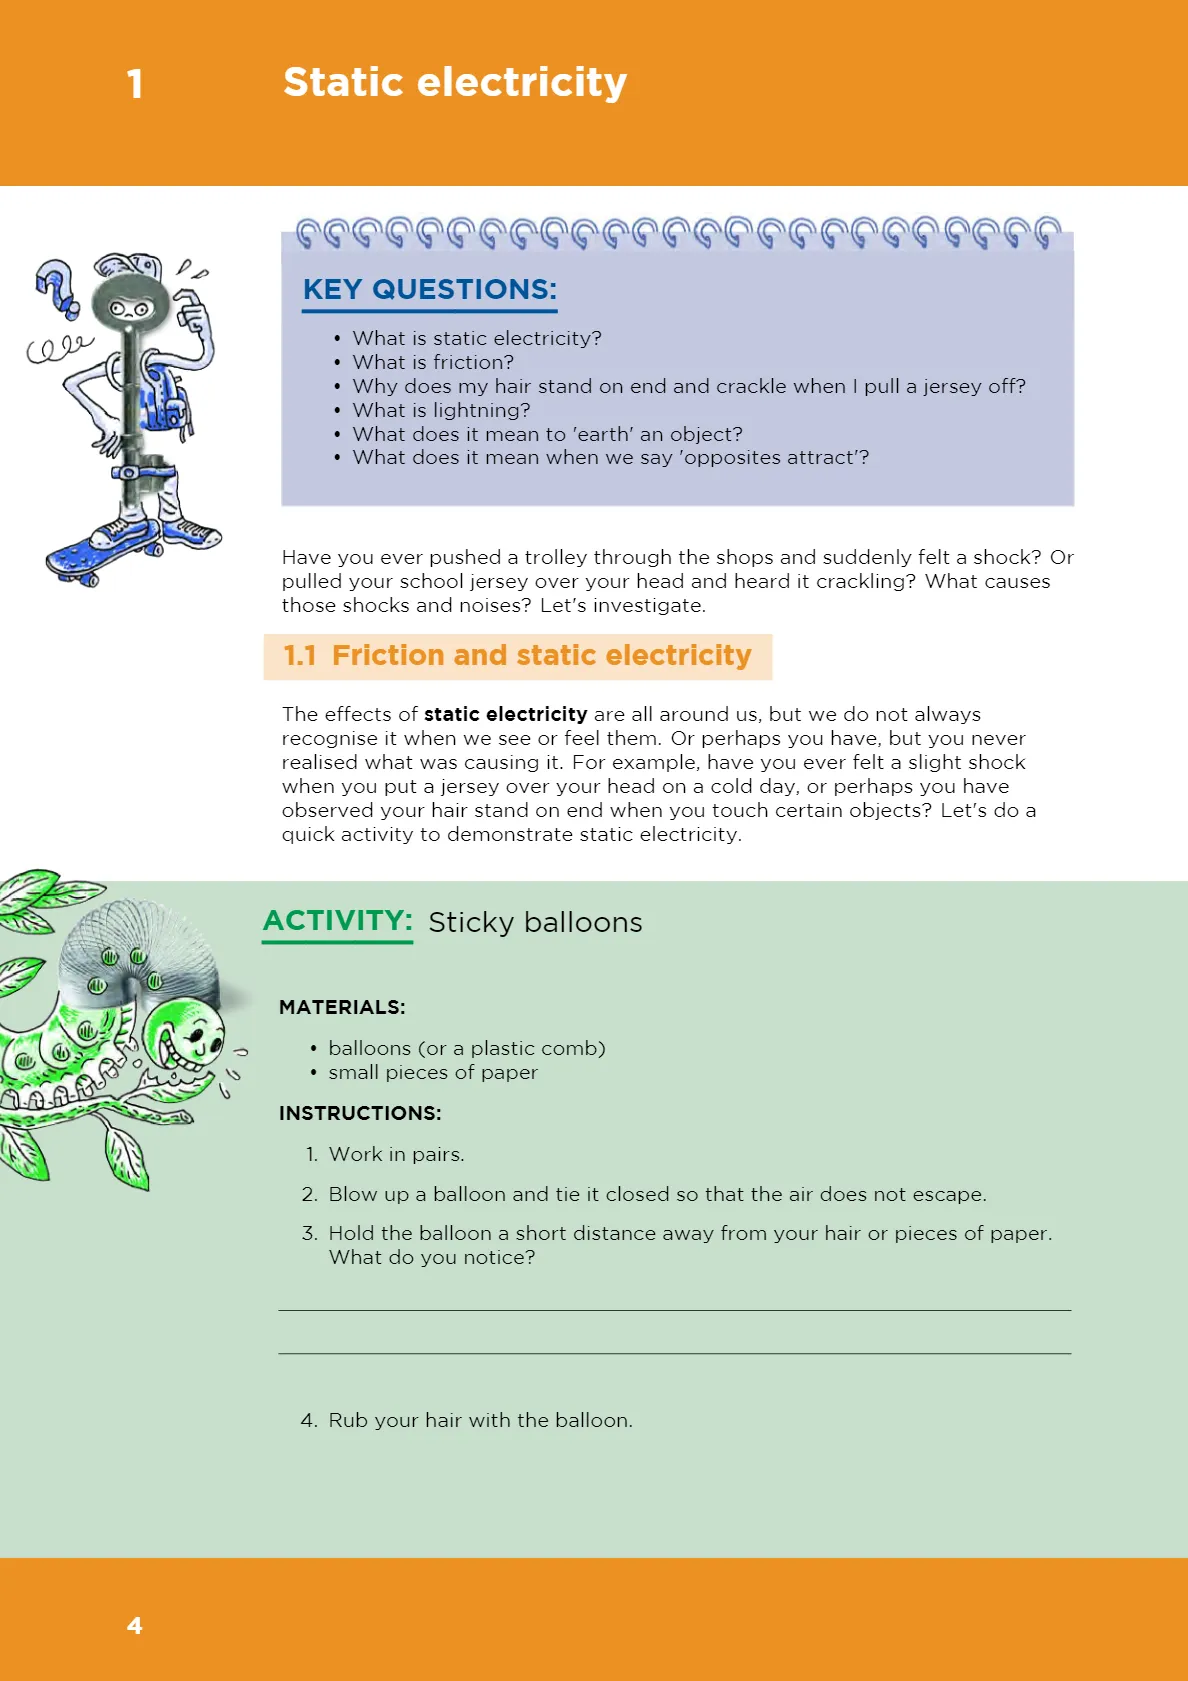 1
Static electricity
KEY QUESTIONS:
• What is static electricity?
• What is friction?
• Why does my hair stand on end and crackle when I pull a jersey off?
• What is lightning?
• What does it mean to 'earth' an object?
• What does it mean when we say 'opposites attract'?
Have you ever pushed a trolley through the shops and suddenly felt a shock? Or
pulled your school jersey over your head and heard it crackling? What causes
those shocks and noises? Let's investigate.
1.1 Friction and static electricity
The effects of static electricity are all around us, but we do not always
recognise it when we see or feel them. Or perhaps you have, but you never
realised what was causing it. For example, have you ever felt a slight shock
when you put a jersey over your head on a cold day, or perhaps you have
observed your hair stand on end when you touch certain objects? Let's do a
quick activity to demonstrate static electricity.
ACTIVITY: Sticky balloons
MATERIALS:
• balloons (or a plastic comb)
• small pieces of paper
INSTRUCTIONS:
1. Work in pairs.
2. Blow up a balloon and tie it closed so that the air does not escape.
3. Hold the balloon a short distance away from your hair or pieces of paper.
What do you notice?
4. Rub your hair with the balloon.
4